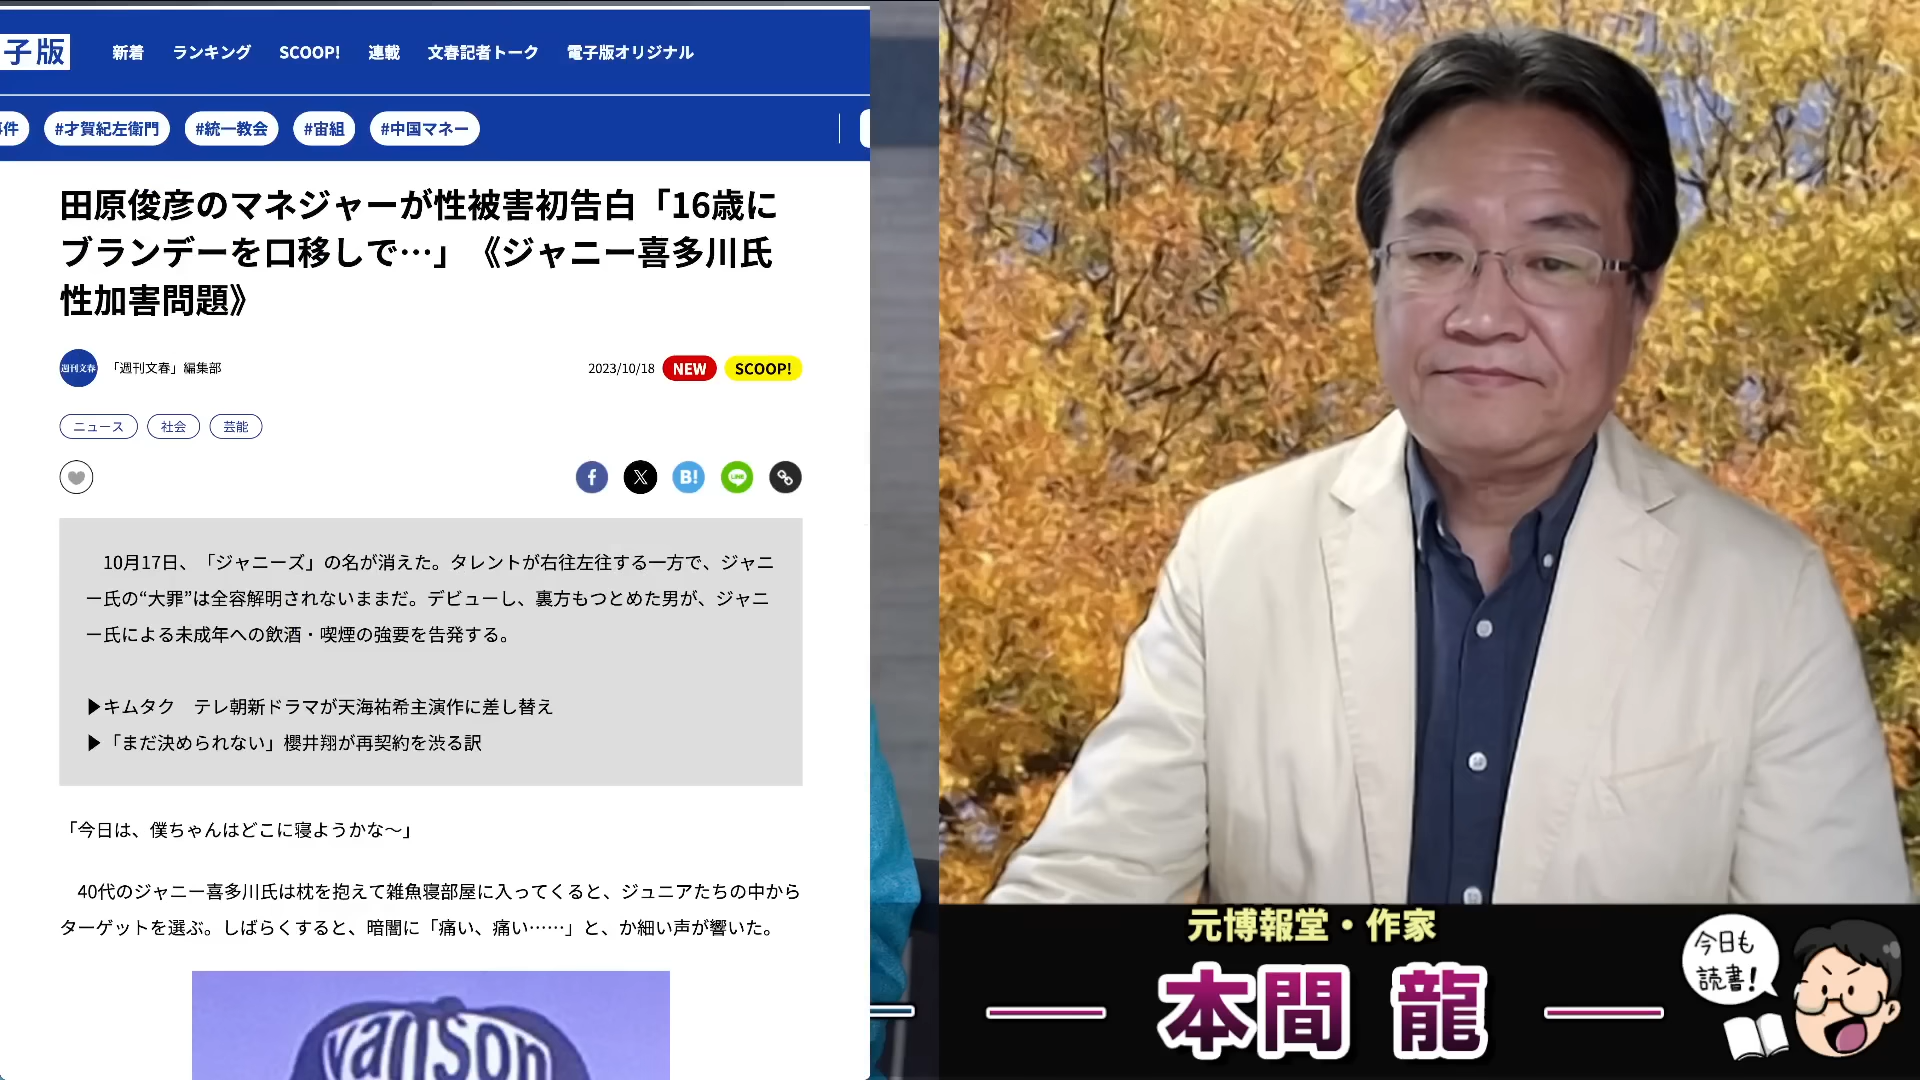 子版
新着 ランキング SCOOP! 連載 文春記者トーク 電子版オリジナル
件 #才賀紀左衛門 #統一教会 #宙組 #中国マネー
田原俊彦のマネジャーが性被害初告白「16歳に
ブランデーを口移しで…」《ジャニー喜多川氏
性加害問題》
週刊文春 「週刊文春」編集部 2023/10/18 NEW SCOOP!
ニュース 社会 芸能
f X B! LINE
10月17日、「ジャニーズ」の名が消えた。タレントが右往左往する一方で、ジャニ
ー氏の“大罪”は全容解明されないままだ。デビューし、裏方もつとめた男が、ジャニ
ー氏による未成年への飲酒・喫煙の強要を告発する。
▶キムタク　テレ朝新ドラマが天海祐希主演作に差し替え
▶「まだ決められない」櫻井翔が再契約を渋る訳
「今日は、僕ちゃんはどこに寝ようかな〜」
40代のジャニー喜多川氏は枕を抱えて雑魚寝部屋に入ってくると、ジュニアたちの中から
ターゲットを選ぶ。しばらくすると、暗闇に「痛い、痛い……」と、か細い声が響いた。
vanson
元博報堂・作家
本間 龍
今日も
読書!